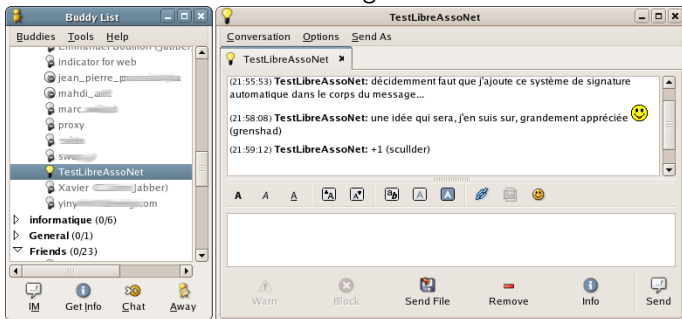 Buddy List
Buddies Tools Help
Emmanuel Bouillon (Jabber)
indicator for web
jean_pierre_p
mahdi_
marc.
proxy
TestLibreAssoNet
Xavier Jabber)
yiny
informatique (0/6)
General (0/1)
Friends (0/23)
IM Get Info Chat Away
TestLibreAssoNet
Conversation Options Send As
TestLibreAssoNet
(21:55:53) TestLibreAssoNet: décidemment faut que j'ajoute ce système de signature
automatique dans le corps du message...
(21:58:08) TestLibreAssoNet: une idée qui sera, j'en suis sur, grandement appréciée
(grenshad)
(21:59:12) TestLibreAssoNet: +1 (scullder)
A A A A A ab A A
Warn Block Send File Remove Info Send